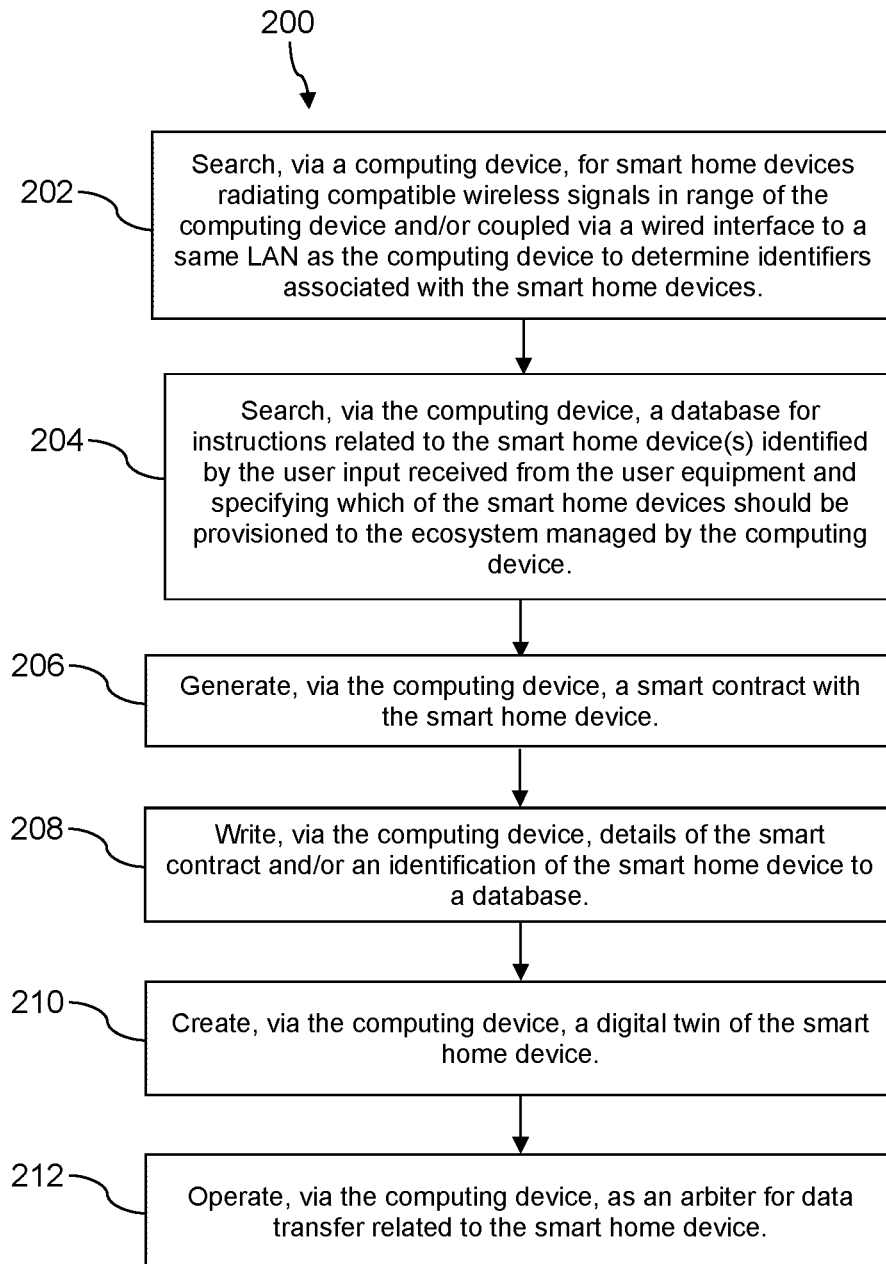 200
202
Search, via a computing device, for smart home devices
radiating compatible wireless signals in range of the
computing device and/or coupled via a wired interface to a
same LAN as the computing device to determine identifiers
associated with the smart home devices.
204
Search, via the computing device, a database for
instructions related to the smart home device(s) identified
by the user input received from the user equipment and
specifying which of the smart home devices should be
provisioned to the ecosystem managed by the computing
device.
206
Generate, via the computing device, a smart contract with
the smart home device.
208
Write, via the computing device, details of the smart
contract and/or an identification of the smart home device to
a database.
210
Create, via the computing device, a digital twin of the smart
home device.
212
Operate, via the computing device, as an arbiter for data
transfer related to the smart home device.